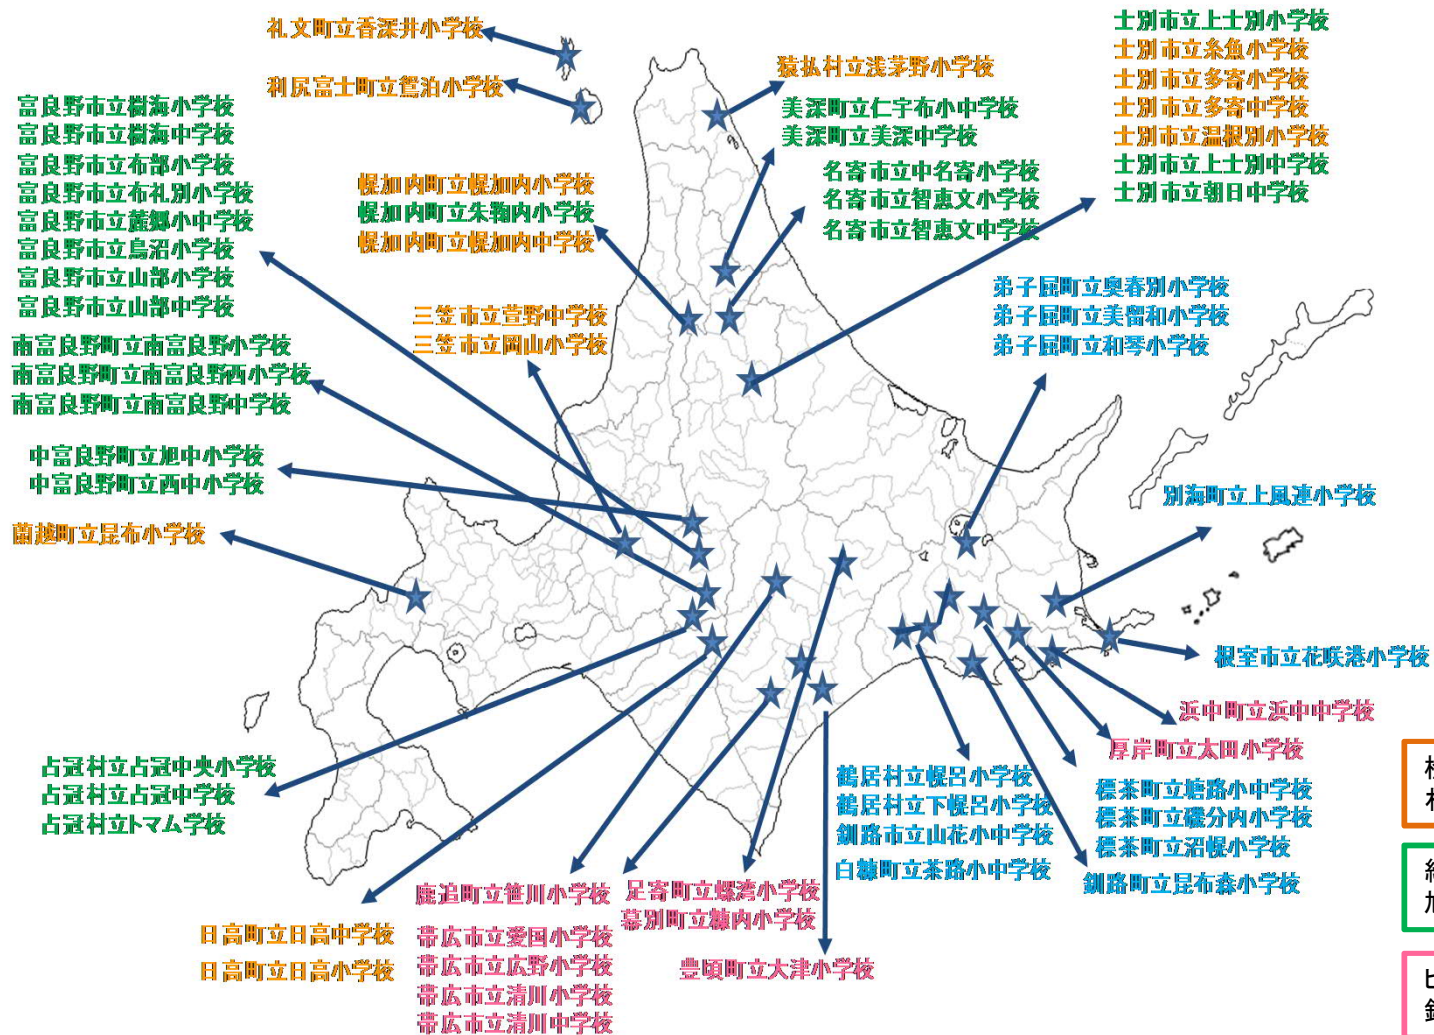 礼文町立香深井小学校
利尻富士町立鴛泊小学校
猿払村立浅茅野小学校
美深町立仁宇布小中学校
美深町立美深中学校
名寄市立中名寄小学校
名寄市立智恵文小学校
名寄市立智恵文中学校
士別市立上士別小学校
士別市立糸魚小学校
士別市立多寄小学校
士別市立多寄中学校
士別市立温根別小学校
士別市立上士別中学校
士別市立朝日中学校
富良野市立樹海小学校
富良野市立樹海中学校
富良野市立布部小学校
富良野市立布礼別小学校
富良野市立麓郷小中学校
富良野市立鳥沼小学校
富良野市立山部小学校
富良野市立山部中学校
幌加内町立幌加内小学校
幌加内町立朱鞠内小学校
幌加内町立幌加内中学校
三笠市立萱野中学校
三笠市立岡山小学校
弟子屈町立奥春別小学校
弟子屈町立美留和小学校
弟子屈町立和琴小学校
南富良野町立南富良野小学校
南富良野町立南富良野西小学校
南富良野町立南富良野中学校
中富良野町立旭中小学校
中富良野町立西中小学校
蘭越町立昆布小学校
別海町立上風連小学校
根室市立花咲港小学校
浜中町立浜中中学校
厚岸町立太田小学校
標茶町立塘路小中学校
標茶町立磯分内小学校
標茶町立沼幌小学校
釧路町立昆布森小学校
鶴居村立幌呂小学校
鶴居村立下幌呂小学校
釧路市立山花小中学校
白糠町立茶路小中学校
占冠村立占冠中央小学校
占冠村立占冠中学校
占冠村立トマム学校
日高町立日高中学校
日高町立日高小学校
鹿追町立笹川小学校
帯広市立愛国小学校
帯広市立広野小学校
帯広市立清川小学校
帯広市立清川中学校
足寄町立螺湾小学校
幕別町立糠内小学校
豊頃町立大津小学校